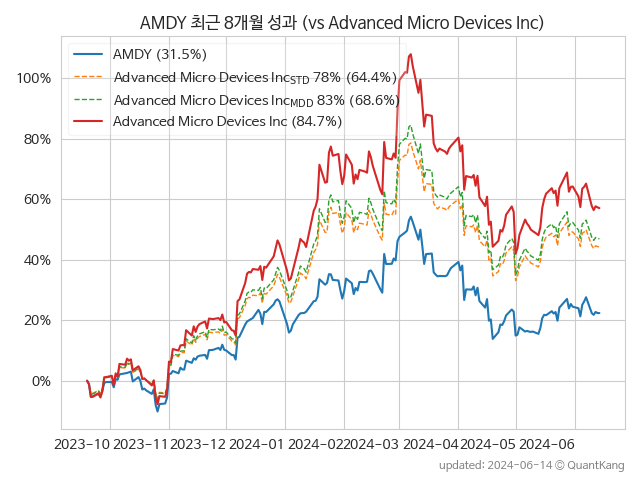 AMDY 최근 8개월 성과 (vs Advanced Micro Devices Inc)
AMDY (31.5%)
Advanced Micro Devices IncSTD 78% (64.4%)
Advanced Micro Devices IncMDD 83% (68.6%)
Advanced Micro Devices Inc (84.7%)
100%
80%
60%
40%
20%
0%
2023-10 2023-11 2023-12 2024-01 2024-02 2024-03 2024-04 2024-05 2024-06
updated: 2024-06-14 © QuantKang